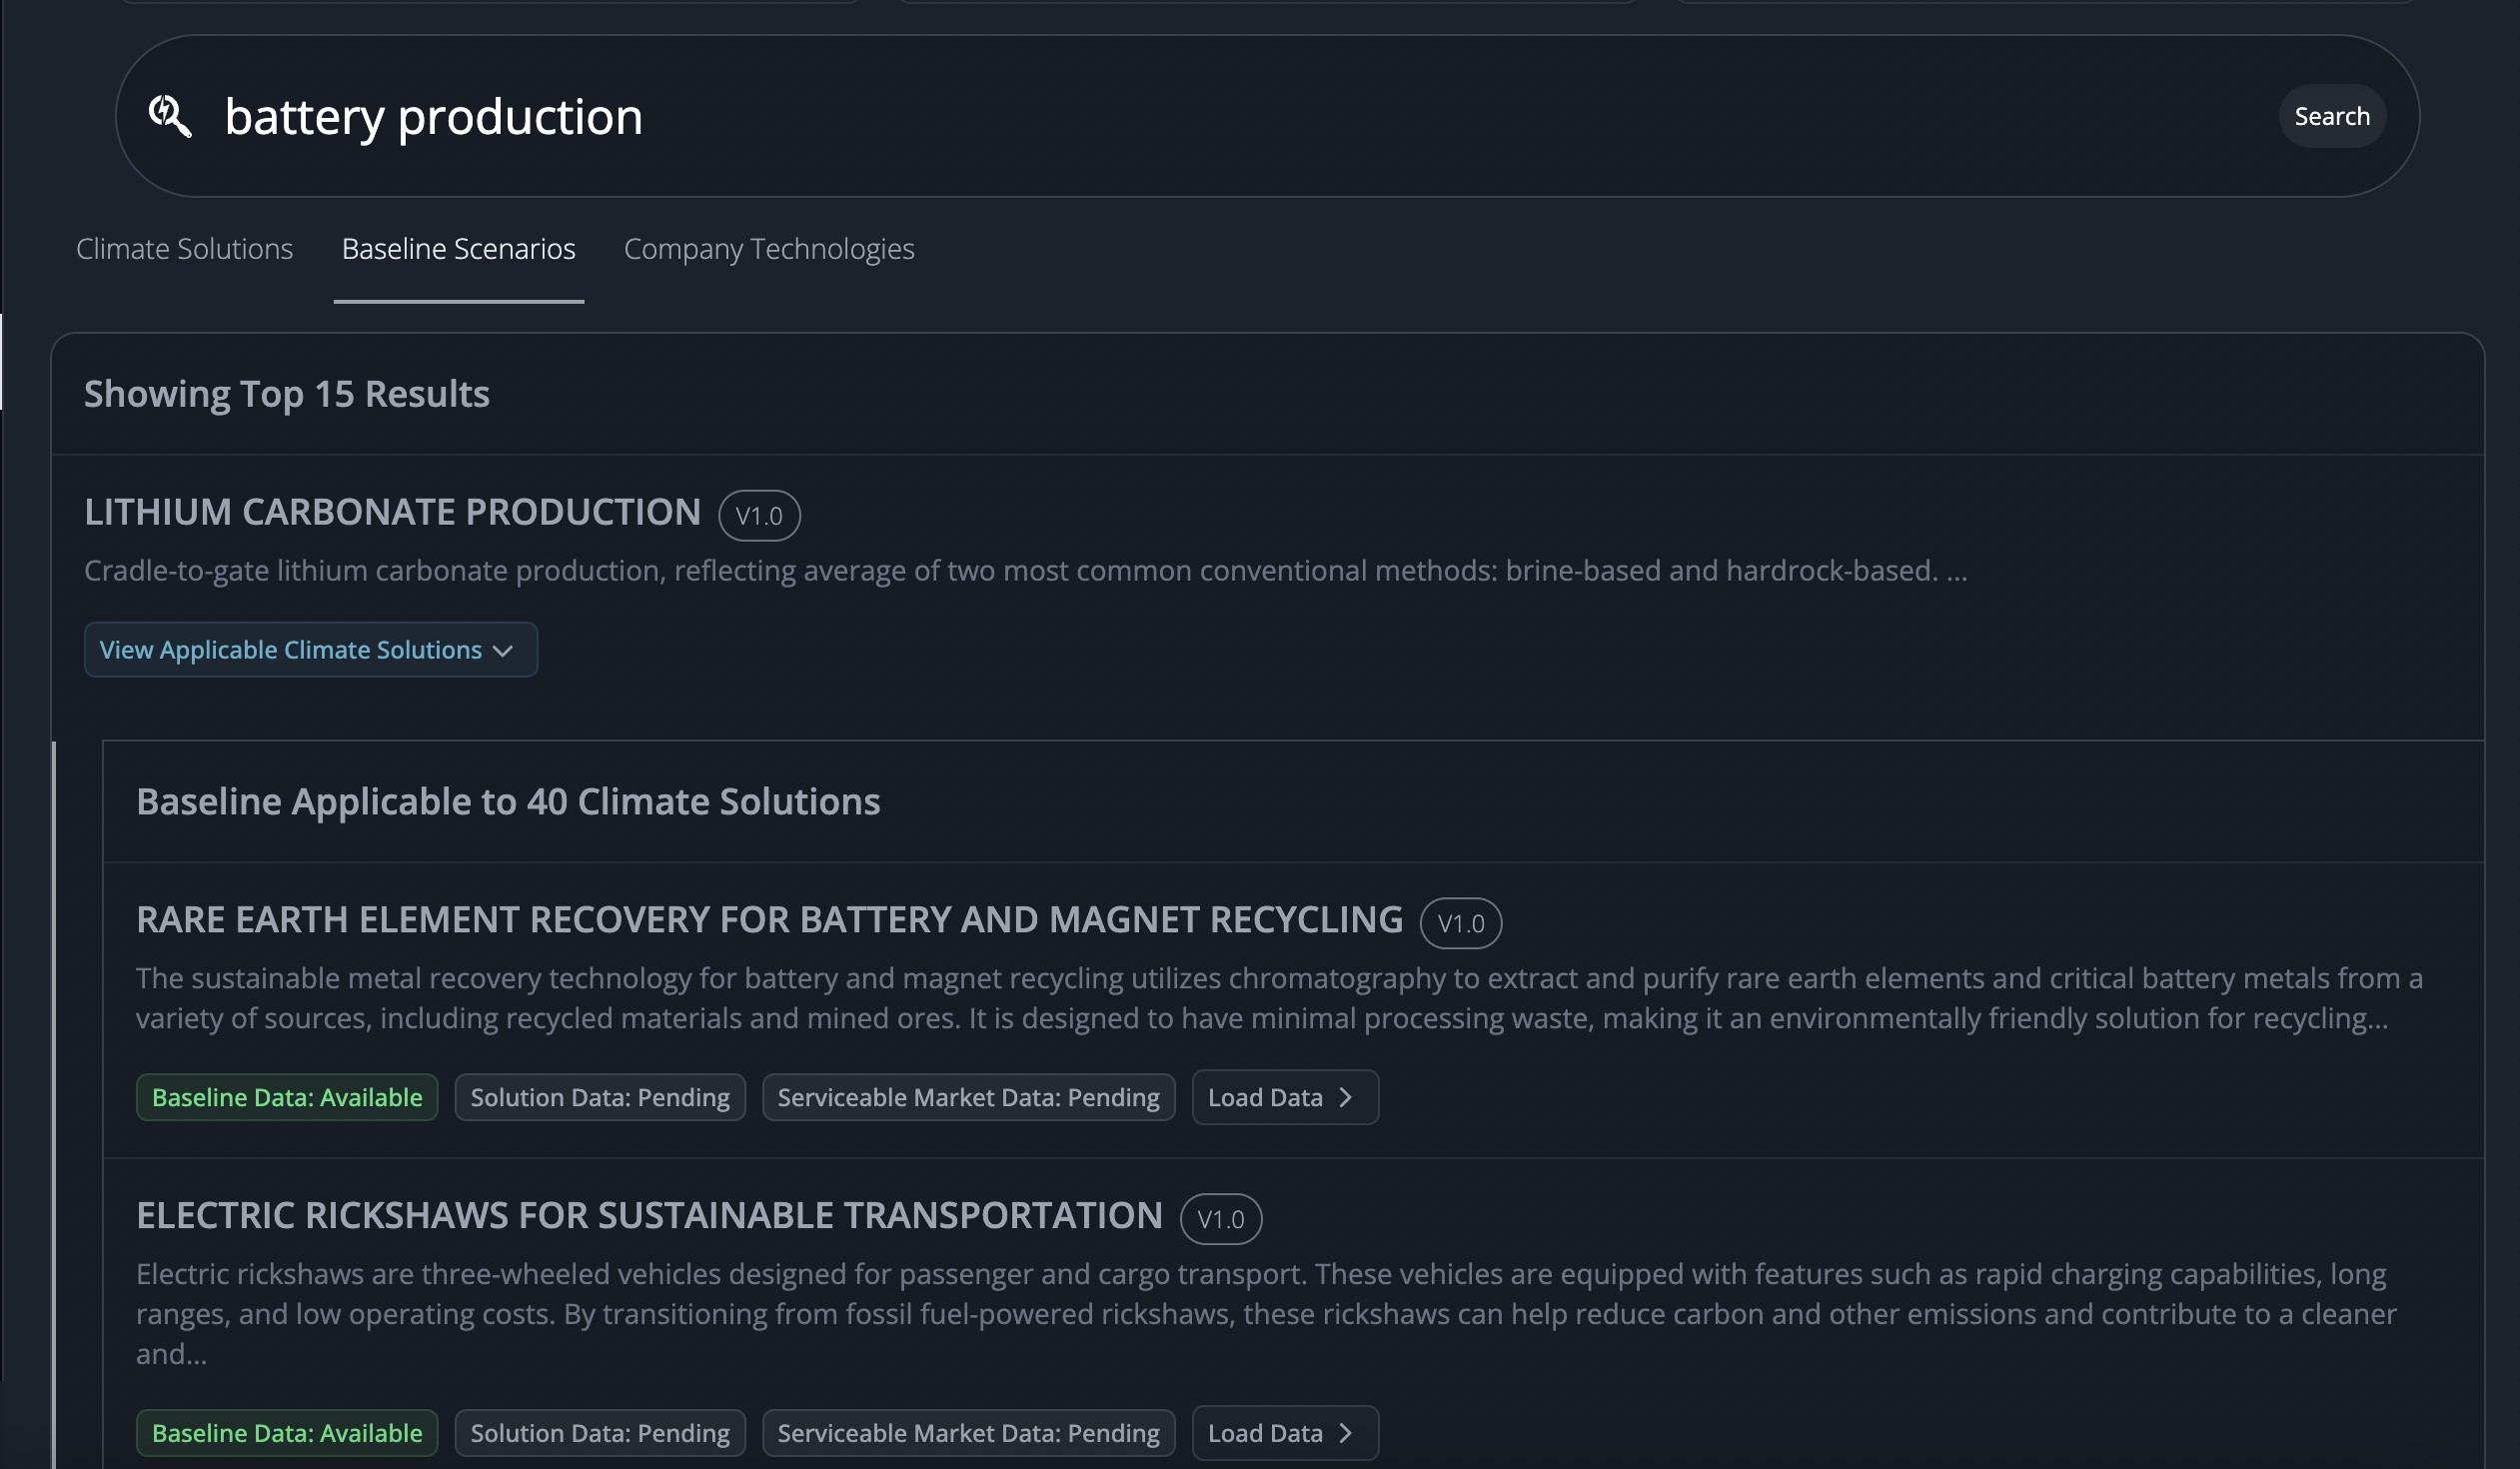 battery production
Search
Climate Solutions
Baseline Scenarios
Company Technologies
Showing Top 15 Results
LITHIUM CARBONATE PRODUCTION V1.0
Cradle-to-gate lithium carbonate production, reflecting average of two most common conventional methods: brine-based and hardrock-based. ...
View Applicable Climate Solutions
Baseline Applicable to 40 Climate Solutions
RARE EARTH ELEMENT RECOVERY FOR BATTERY AND MAGNET RECYCLING V1.0
The sustainable metal recovery technology for battery and magnet recycling utilizes chromatography to extract and purify rare earth elements and critical battery metals from a
variety of sources, including recycled materials and mined ores. It is designed to have minimal processing waste, making it an environmentally friendly solution for recycling...
Baseline Data: Available
Solution Data: Pending
Serviceable Market Data: Pending
Load Data
ELECTRIC RICKSHAWS FOR SUSTAINABLE TRANSPORTATION V1.0
Electric rickshaws are three-wheeled vehicles designed for passenger and cargo transport. These vehicles are equipped with features such as rapid charging capabilities, long
ranges, and low operating costs. By transitioning from fossil fuel-powered rickshaws, these rickshaws can help reduce carbon and other emissions and contribute to a cleaner
and...
Baseline Data: Available
Solution Data: Pending
Serviceable Market Data: Pending
Load Data